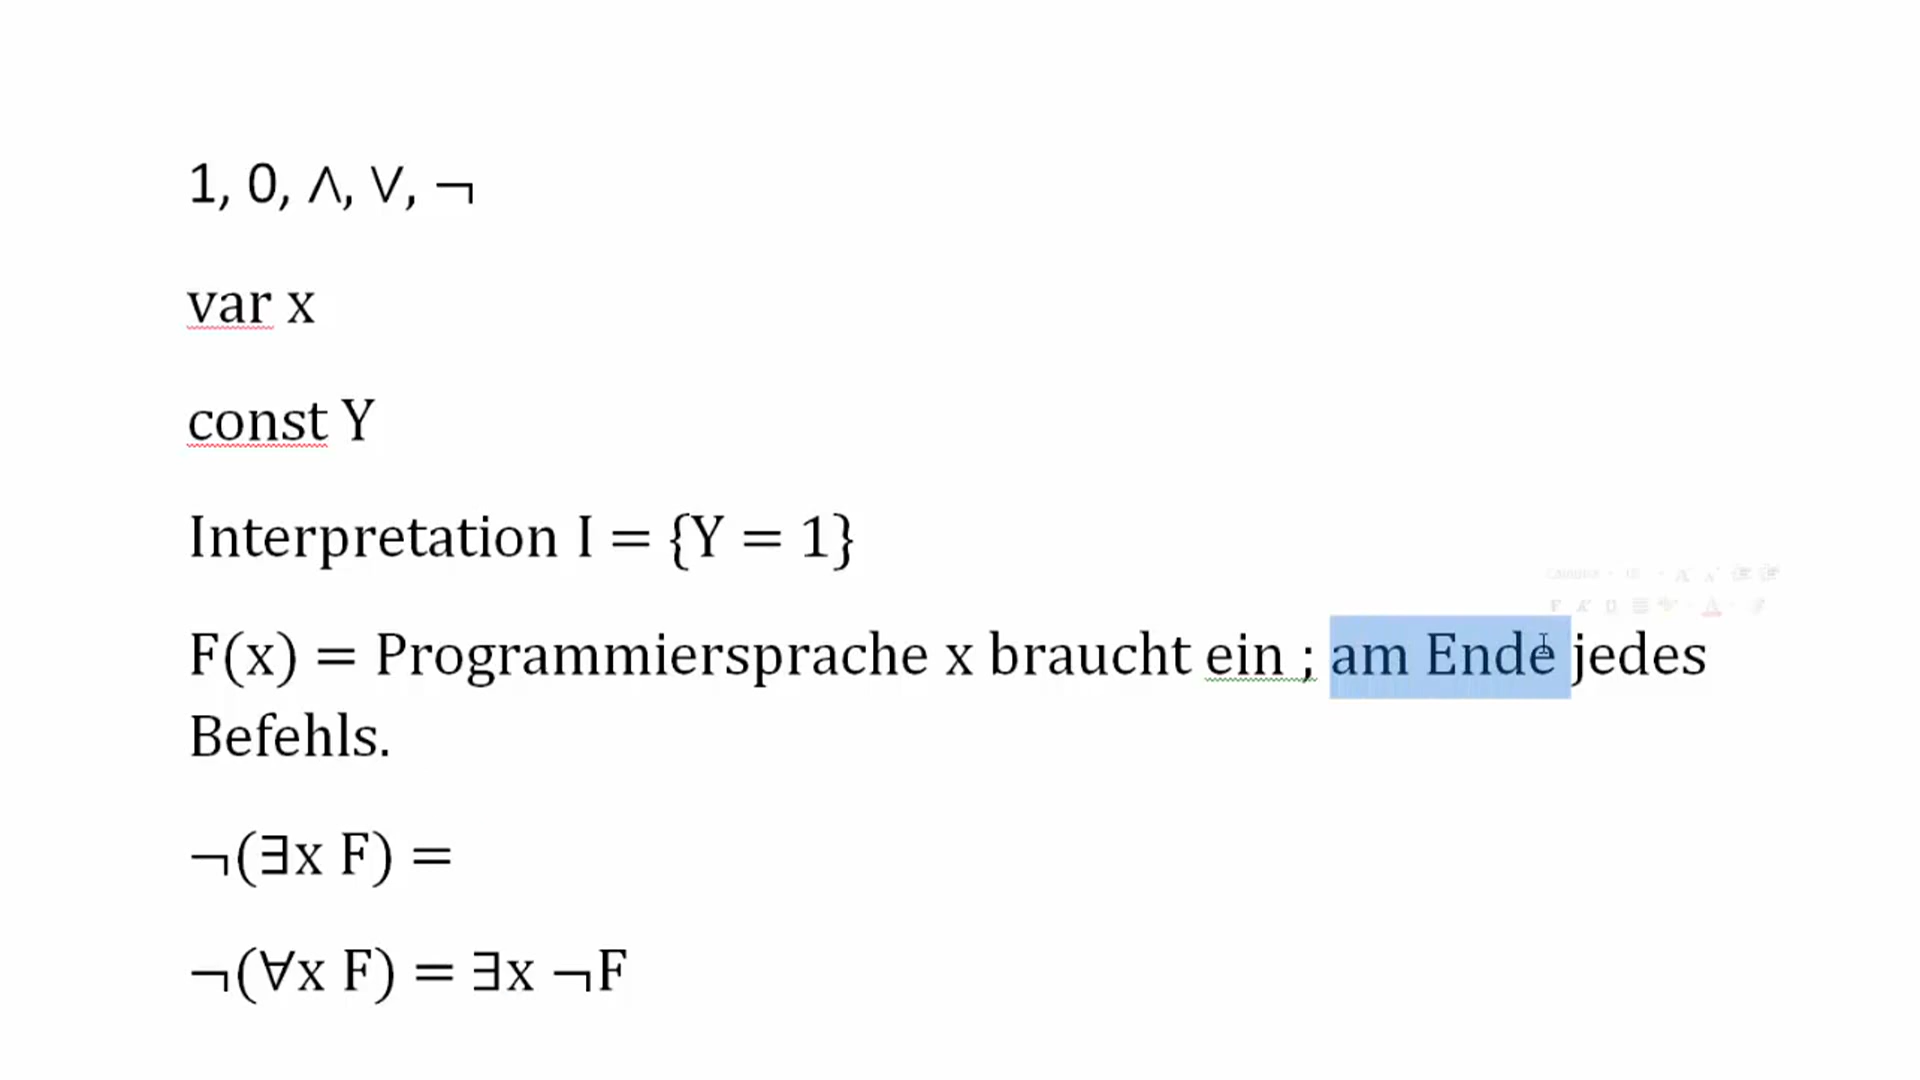 1, 0, ∧, ∨, ¬
var x
const Y
Interpretation I = {Y = 1}
F(x) = Programmiersprache x braucht ein ; am Ende jedes
Befehls.
¬(∃x F) =
¬(∀x F) = ∃x ¬F